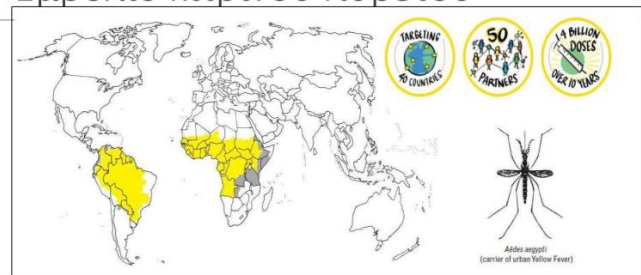 TARGETING
40 COUNTRIES
50
PARTNERS
1.4 BILLION
DOSES
OVER 10 YEARS
Aëdes aegypti
(carrier of urban Yellow Fever)